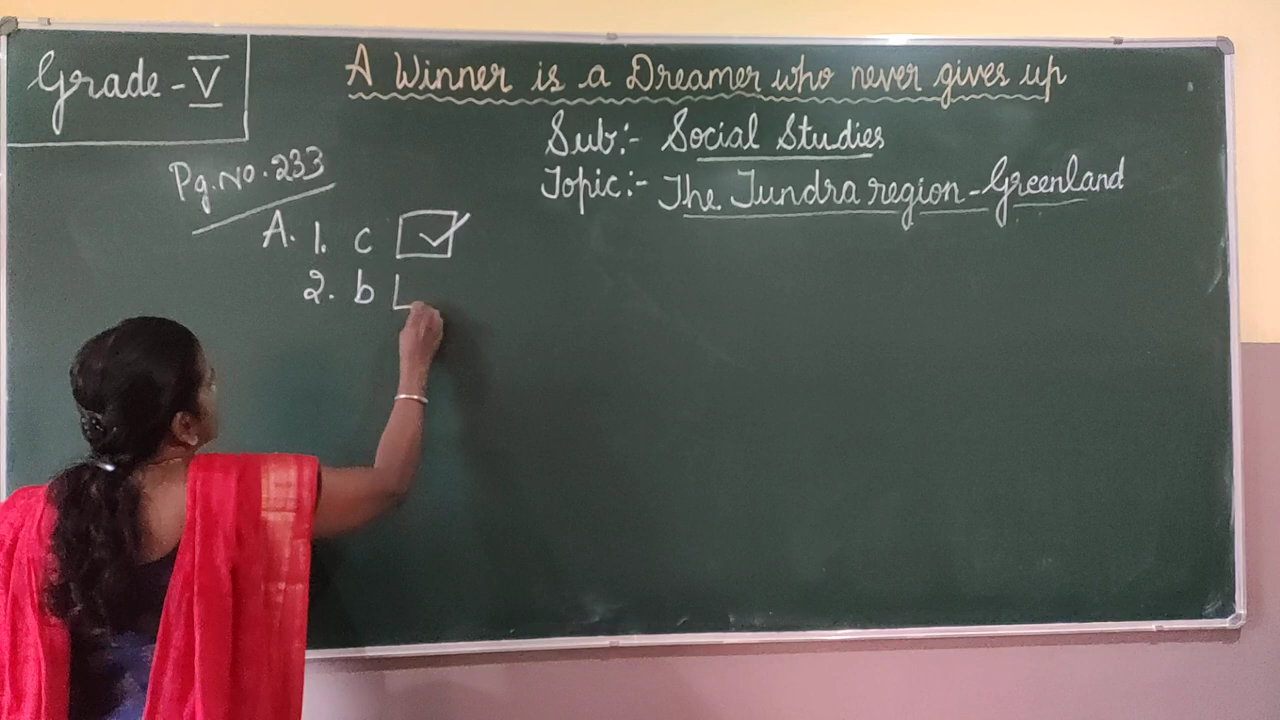 Grade - V
A Winner is a Dreamer who never gives up
Sub:- Social Studies
Topic:- The Tundra region - Greenland
Pg. No. 233
A. 1. c ✓
2. b